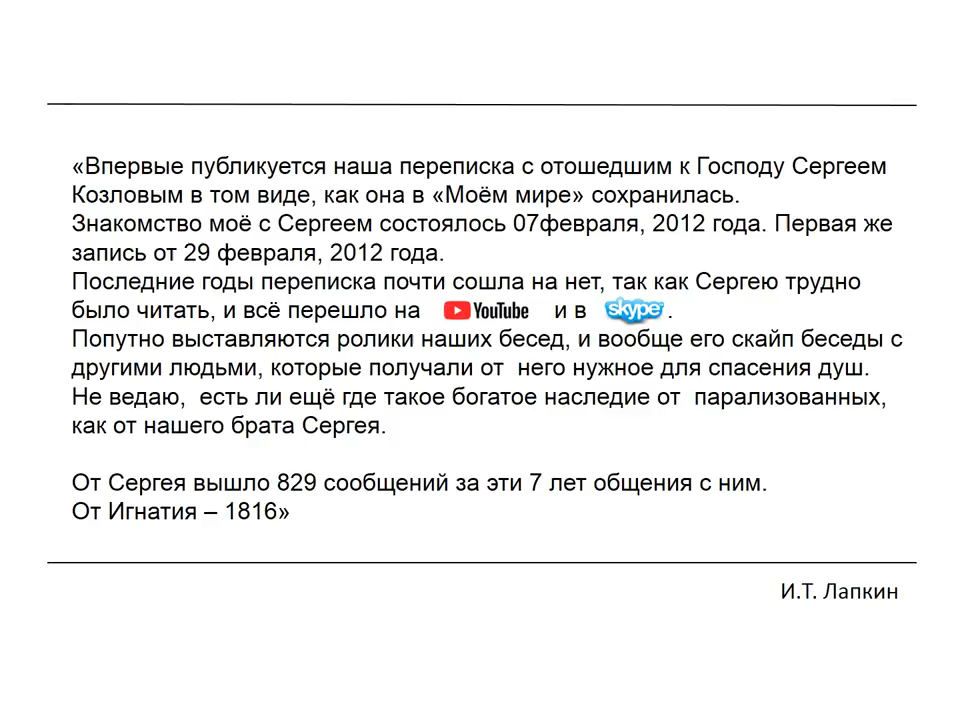 «Впервые публикуется наша переписка с отошедшим к Господу Сергеем
Козловым в том виде, как она в «Моём мире» сохранилась.
Знакомство моё с Сергеем состоялось 07февраля, 2012 года. Первая же
запись от 29 февраля, 2012 года.
Последние годы переписка почти сошла на нет, так как Сергею трудно
было читать, и всё перешло на YouTube и в skype .
Попутно выставляются ролики наших бесед, и вообще его скайп беседы с
другими людьми, которые получали от него нужное для спасения душ.
Не ведаю, есть ли ещё где такое богатое наследие от парализованных,
как от нашего брата Сергея.
От Сергея вышло 829 сообщений за эти 7 лет общения с ним.
От Игнатия – 1816»
И.Т. Лапкин